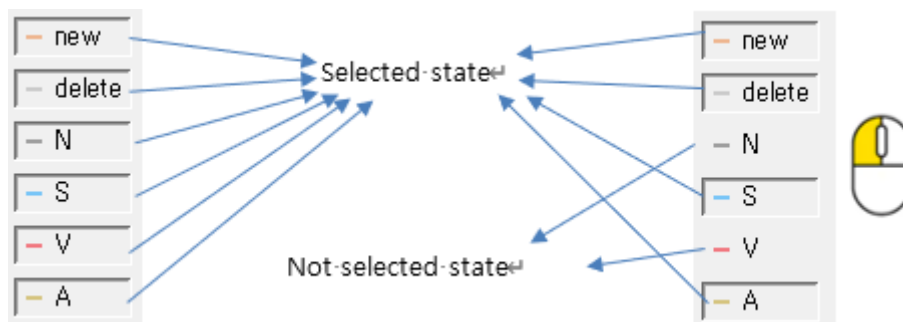 new
delete
N
S
V
A
Selected state↵
Not selected state↵
new
delete
N
S
V
A